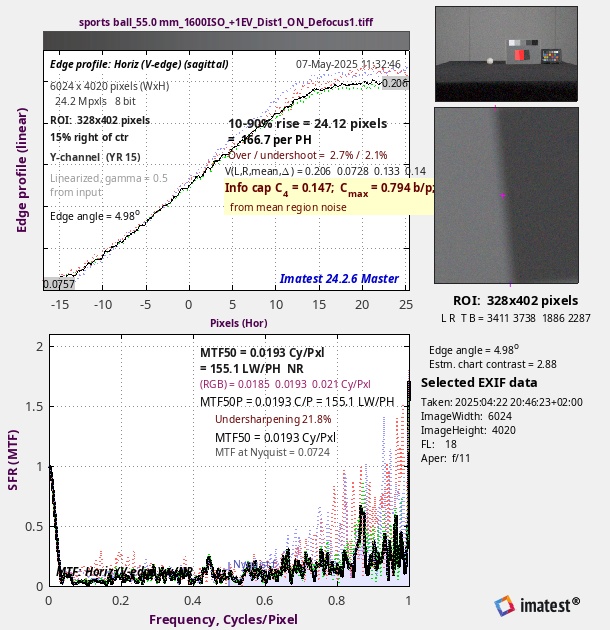 sports ball_55.0 mm_1600ISO_+1EV_Dist1_ON_Defocus1.tiff
Edge profile: Horiz (V-edge) (sagittal)
07-May-2025 11:32:46
6024 x 4020 pixels (WxH)
24.2 Mpxls 8 bit
0.206
ROI: 328x402 pixels
15% right of ctr
10-90% rise = 24.12 pixels
= 166.7 per PH
Y-channel (YR 15)
Over / undershoot = 2.7% / 2.1%
V(L,R,mean,Δ) = 0.206 0.0728 0.133 0.14
Linearized, gamma = 0.5
from input
Info cap C4 = 0.147; Cmax = 0.794 b/p;
from mean region noise
Edge angle = 4.98º
0.0757
Imatest 24.2.6 Master
Edge profile (linear)
-15 -10 -5 0 5 10 15 20 25
Pixels (Hor)
ROI: 328x402 pixels
L R T B = 3411 3738 1886 2287
Edge angle = 4.98º
Estm. chart contrast = 2.88
Selected EXIF data
Taken: 2025:04:22 20:46:23+02:00
ImageWidth: 6024
ImageHeight: 4020
FL: 18
Aper: f/11
MTF50 = 0.0193 Cy/Pxl
= 155.1 LW/PH NR
(RGB) = 0.0185 0.0193 0.021 Cy/Pxl
MTF50P = 0.0193 C/P = 155.1 LW/PH
Undersharpening 21.8%
MTF50 = 0.0193 Cy/Pxl
MTF at Nyquist = 0.0724
SFR (MTF)
2
1.5
1
0.5
0
Nyquist
MTF: Horiz (V-edge)
0 0.2 0.4 0.6 0.8 1
Frequency, Cycles/Pixel
imatest®